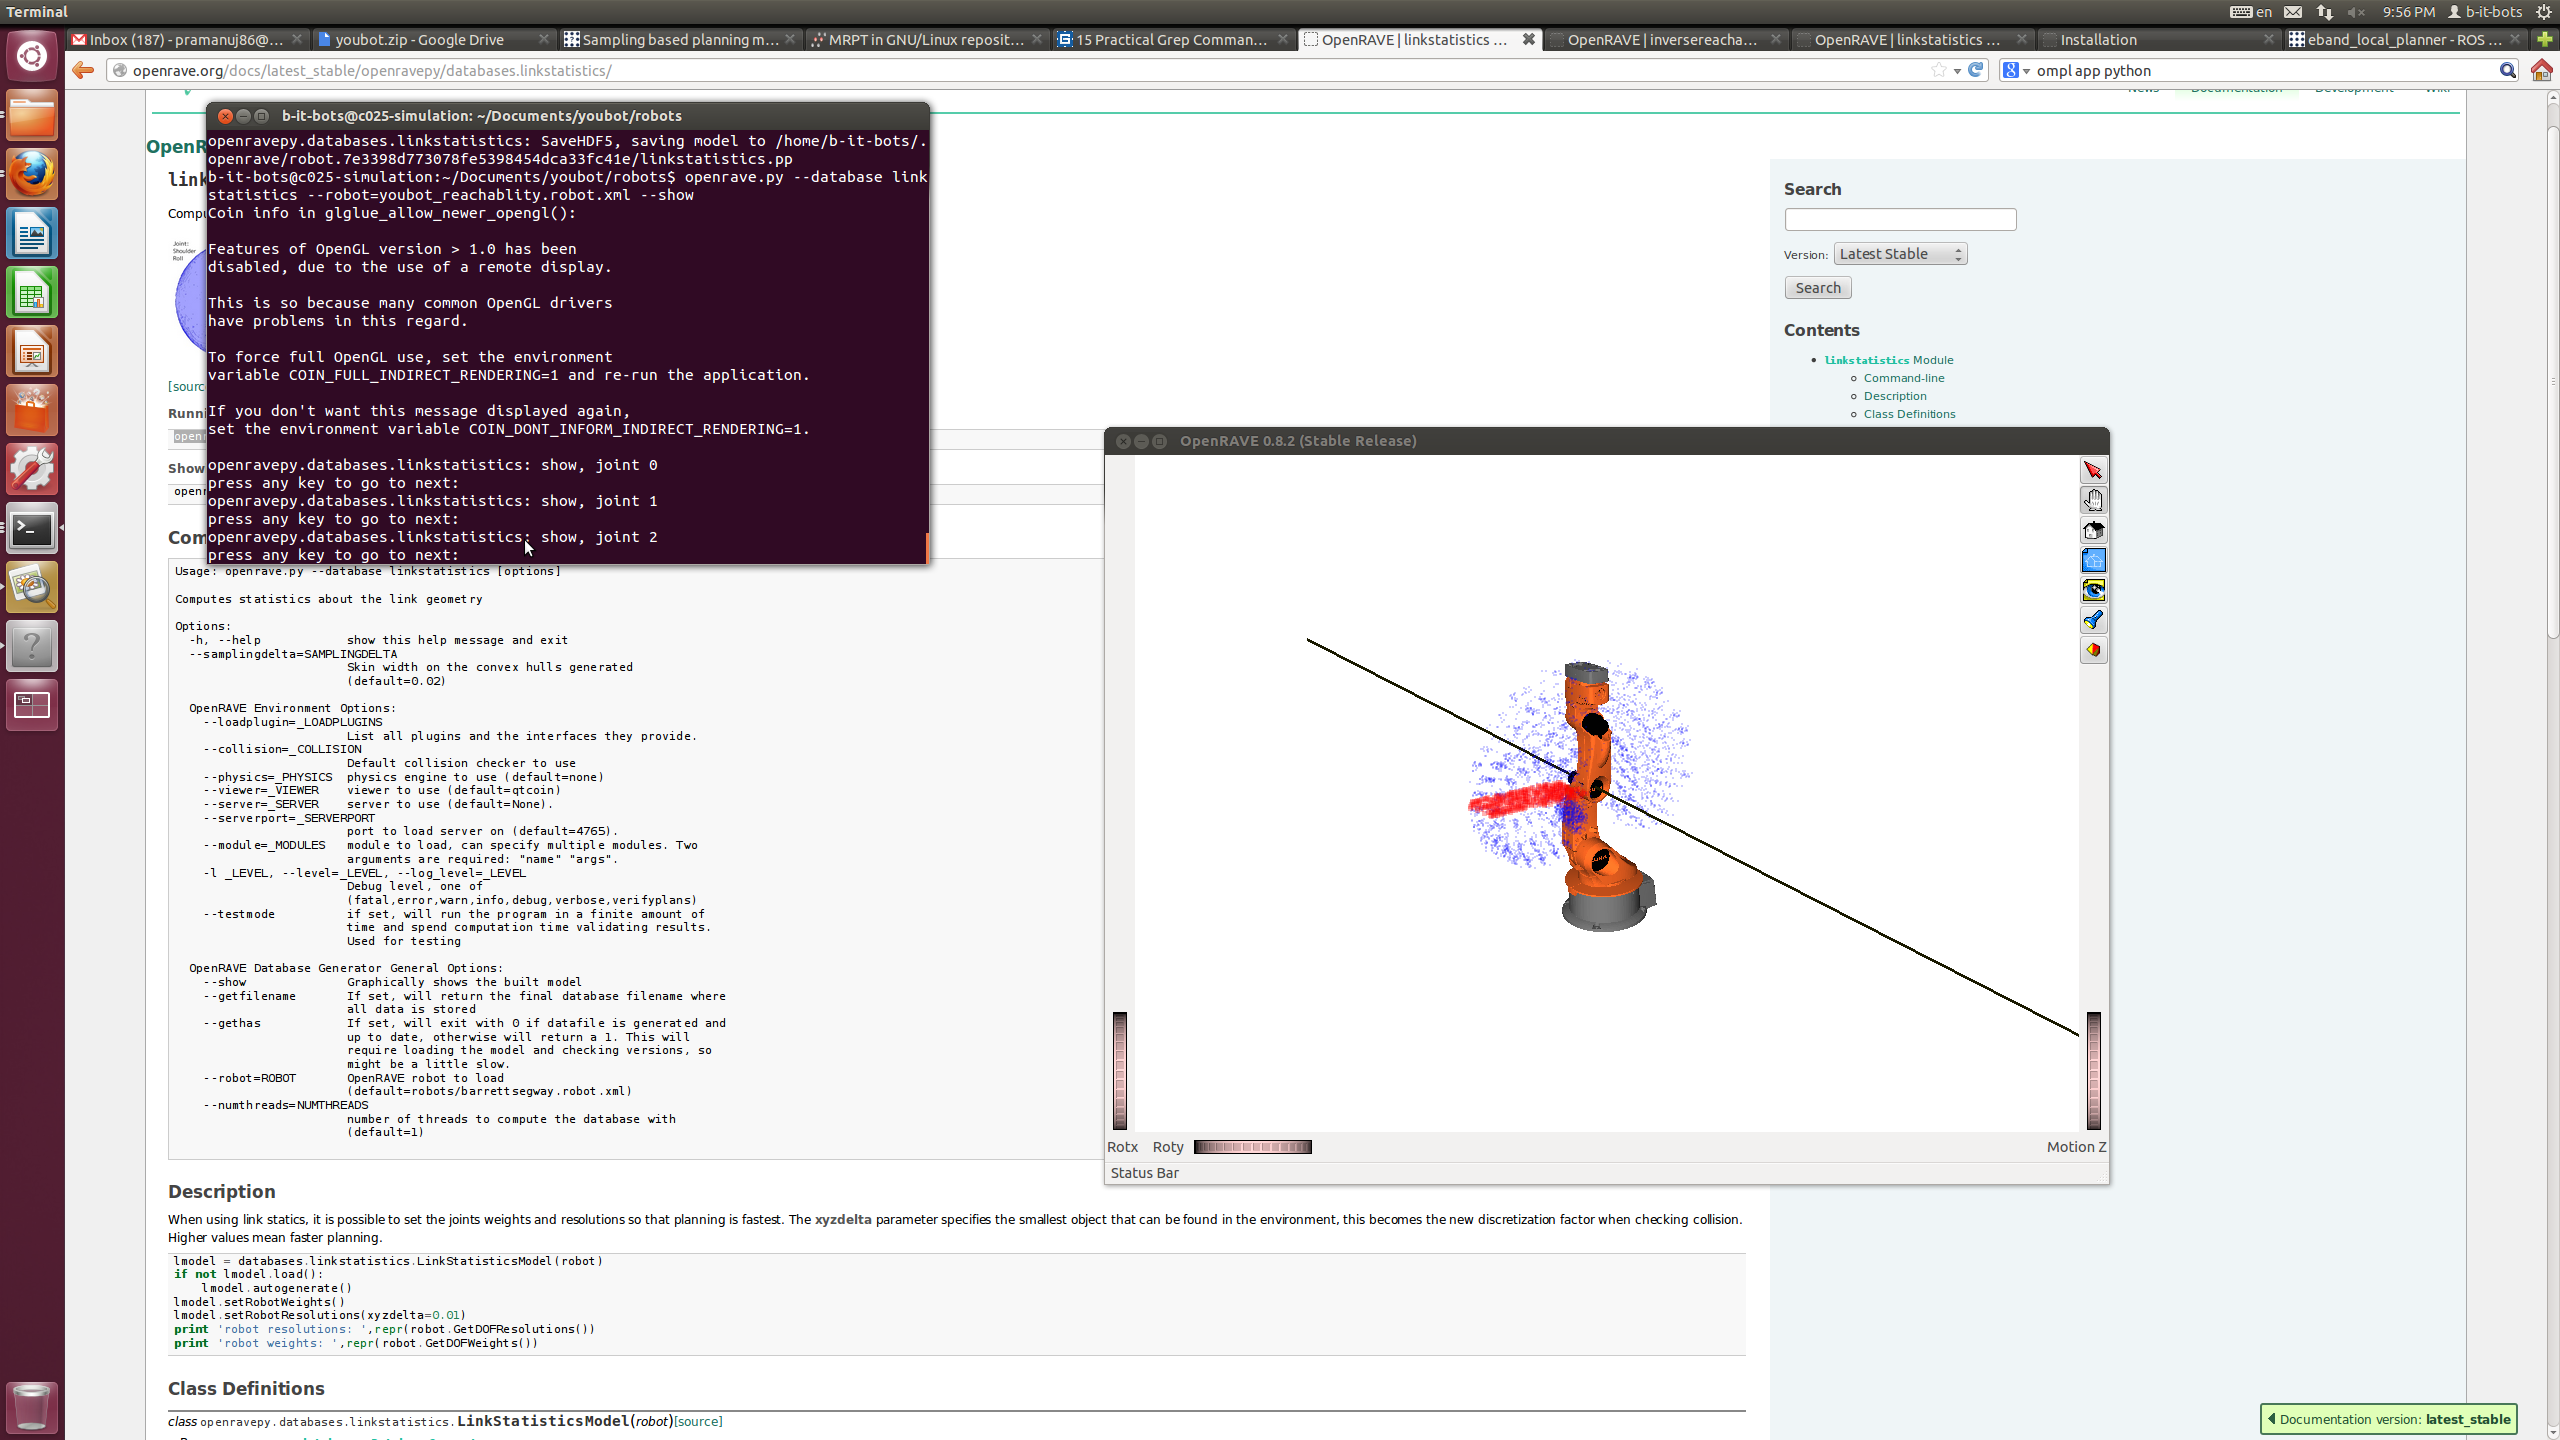 Terminal
en
9:56 PM
b-it-bots
Inbox (187) - pramanuj86@...
youbot.zip - Google Drive
Sampling based planning m...
MRPT in GNU/Linux reposit...
15 Practical Grep Comman...
OpenRAVE | linkstatistics ...
OpenRAVE | inversereacha...
OpenRAVE | linkstatistics ...
Installation
eband_local_planner - ROS ...
openrave.org/docs/latest_stable/openravepy/databases.linkstatistics/
ompl app python
b-it-bots@c025-simulation: ~/Documents/youbot/robots
openravepy.databases.linkstatistics: SaveHDF5, saving model to /home/b-it-bots/.
openrave/robot.7e3398d773078fe5398454dca33fc41e/linkstatistics.pp
b-it-bots@c025-simulation:~/Documents/youbot/robots$ openrave.py --database link
statistics --robot=youbot_reachablity.robot.xml --show
Coin info in glglue_allow_newer_opengl():
Features of OpenGL version > 1.0 has been
disabled, due to the use of a remote display.
This is so because many common OpenGL drivers
have problems in this regard.
To force full OpenGL use, set the environment
variable COIN_FULL_INDIRECT_RENDERING=1 and re-run the application.
If you don't want this message displayed again,
set the environment variable COIN_DONT_INFORM_INDIRECT_RENDERING=1.
openravepy.databases.linkstatistics: show, joint 0
press any key to go to next:
openravepy.databases.linkstatistics: show, joint 1
press any key to go to next:
openravepy.databases.linkstatistics: show, joint 2
press any key to go to next:
OpenR
link
Compu
Joint:
Shoulder
Roll
[sourc
Runni
openr
Show
openr
Com
Usage: openrave.py --database linkstatistics [options]
Computes statistics about the link geometry
Options:
-h, --help show this help message and exit
--samplingdelta=SAMPLINGDELTA
Skin width on the convex hulls generated
(default=0.02)
OpenRAVE Environment Options:
--loadplugin=_LOADPLUGINS
List all plugins and the interfaces they provide.
--collision=_COLLISION
Default collision checker to use
--physics=_PHYSICS physics engine to use (default=none)
--viewer=_VIEWER viewer to use (default=qtcoin)
--server=_SERVER server to use (default=None).
--serverport=_SERVERPORT
port to load server on (default=4765).
--module=_MODULES module to load, can specify multiple modules. Two
arguments are required: "name" "args".
-l _LEVEL, --level=_LEVEL, --log_level=_LEVEL
Debug level, one of
(fatal,error,warn,info,debug,verbose,verifyplans)
--testmode if set, will run the program in a finite amount of
time and spend computation time validating results.
Used for testing
OpenRAVE Database Generator General Options:
--show Graphically shows the built model
--getfilename If set, will return the final database filename where
all data is stored
--gethas If set, will exit with 0 if datafile is generated and
up to date, otherwise will return a 1. This will
require loading the model and checking versions, so
might be a little slow.
--robot=ROBOT OpenRAVE robot to load
(default=robots/barrettsegway.robot.xml)
--numthreads=NUMTHREADS
number of threads to compute the database with
(default=1)
Description
When using link statics, it is possible to set the joints weights and resolutions so that planning is fastest. The xyzdelta parameter specifies the smallest object that can be found in the environment, this becomes the new discretization factor when checking collision.
Higher values mean faster planning.
lmodel = databases.linkstatistics.LinkStatisticsModel(robot)
if not lmodel.load():
lmodel.autogenerate()
lmodel.setRobotWeights()
lmodel.setRobotResolutions(xyzdelta=0.01)
print 'robot resolutions: ',repr(robot.GetDOFResolutions())
print 'robot weights: ',repr(robot.GetDOFWeights())
Class Definitions
class openravepy.databases.linkstatistics.LinkStatisticsModel(robot)[source]
Search
Version:
Latest Stable
Search
Contents
linkstatistics Module
Command-line
Description
Class Definitions
OpenRAVE 0.8.2 (Stable Release)
Rotx Roty
Motion Z
Status Bar
Documentation version: latest_stable